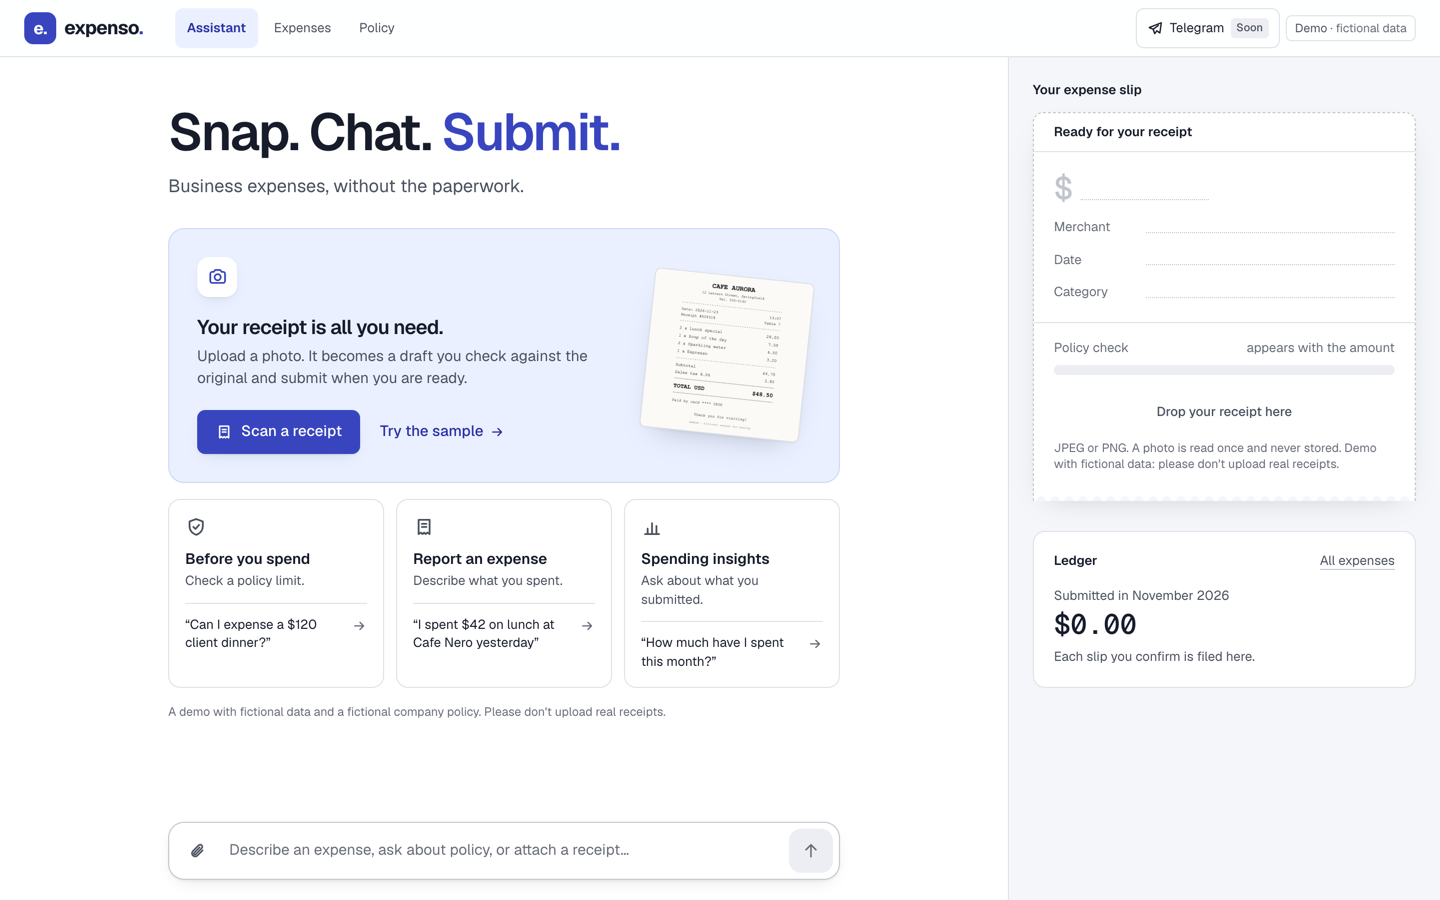 e. expenso.
Assistant
Expenses
Policy
Telegram Soon
Demo · fictional data
Snap. Chat. Submit.
Business expenses, without the paperwork.
Your receipt is all you need.
Upload a photo. It becomes a draft you check against the
original and submit when you are ready.
Scan a receipt
Try the sample →
CAFE AURORA
TOTAL USD $48.50
Before you spend
Check a policy limit.
“Can I expense a $120
client dinner?” →
Report an expense
Describe what you spent.
“I spent $42 on lunch at
Cafe Nero yesterday” →
Spending insights
Ask about what you
submitted.
“How much have I spent
this month?” →
A demo with fictional data and a fictional company policy. Please don't upload real receipts.
Describe an expense, ask about policy, or attach a receipt...
Your expense slip
Ready for your receipt
$
Merchant
Date
Category
Policy check appears with the amount
Drop your receipt here
JPEG or PNG. A photo is read once and never stored. Demo
with fictional data: please don't upload real receipts.
Ledger All expenses
Submitted in November 2026
$0.00
Each slip you confirm is filed here.